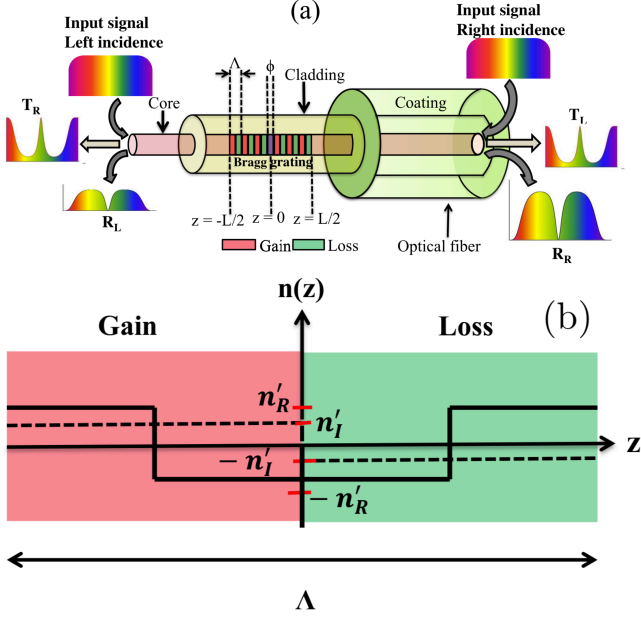 (a)
Input signal
Left incidence
Input signal
Right incidence
Λ
ϕ
Cladding
T_R
Core
Coating
T_L
Bragg grating
R_L
z = -L/2
z = 0
z = L/2
R_R
Gain
Loss
Optical fiber
n(z)
Gain
Loss
(b)
n'_R
n'_I
z
− n'_I
− n'_R
Λ